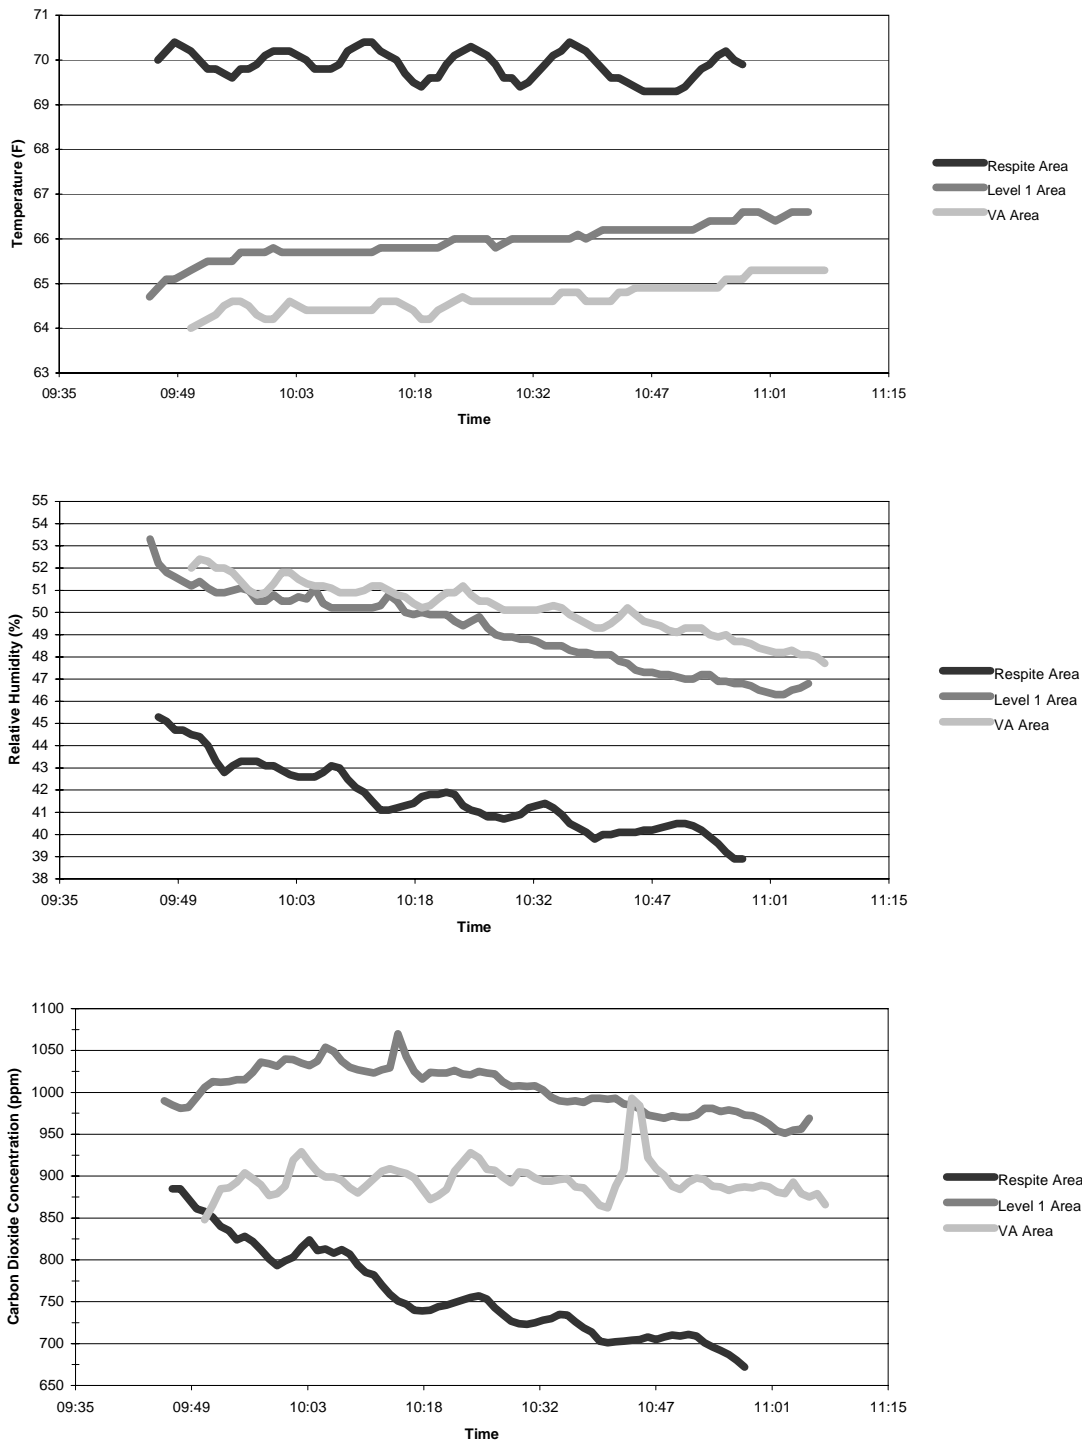 71
70
69
68
67
66
65
64
63
Temperature (F)
09:35 09:49 10:03 10:18 10:32 10:47 11:01 11:15
Time
Respite Area
Level 1 Area
VA Area
55
54
53
52
51
50
49
48
47
46
45
44
43
42
41
40
39
38
Relative Humidity (%)
09:35 09:49 10:03 10:18 10:32 10:47 11:01 11:15
Time
Respite Area
Level 1 Area
VA Area
1100
1050
1000
950
900
850
800
750
700
650
Carbon Dioxide Concentration (ppm)
09:35 09:49 10:03 10:18 10:32 10:47 11:01 11:15
Time
Respite Area
Level 1 Area
VA Area